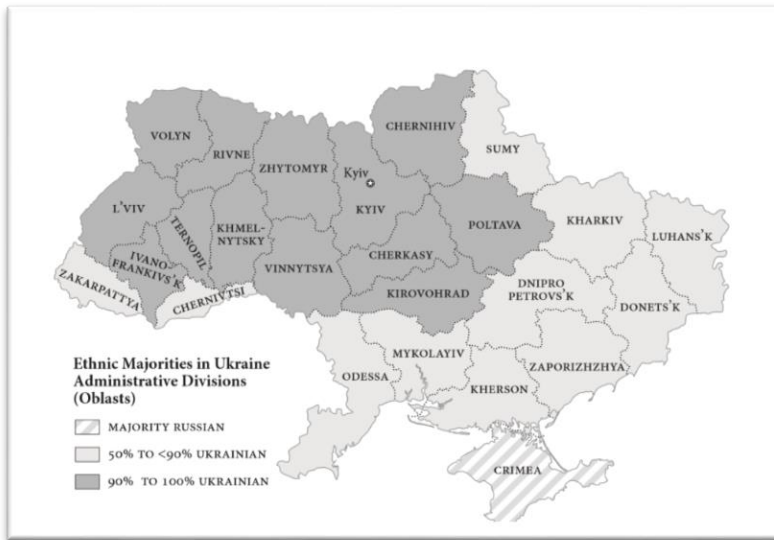 CHERNIHIV
VOLYN
RIVNE
SUMY
ZHYTOMYR
Kyiv
KYIV
L'VIV
TERNOPIL'
KHMEL-
NYTSKY
POLTAVA
KHARKIV
LUHANS'K
IVANO-
FRANKIVS'K
CHERKASY
VINNYTSYA
ZAKARPATTYA
CHERNIVTSI
KIROVOHRAD
DNIPRO
PETROVS'K
DONETS'K
MYKOLAYIV
ZAPORIZHZHYA
ODESSA
KHERSON
CRIMEA
Ethnic Majorities in Ukraine
Administrative Divisions
(Oblasts)
MAJORITY RUSSIAN
50% TO <90% UKRAINIAN
90% TO 100% UKRAINIAN